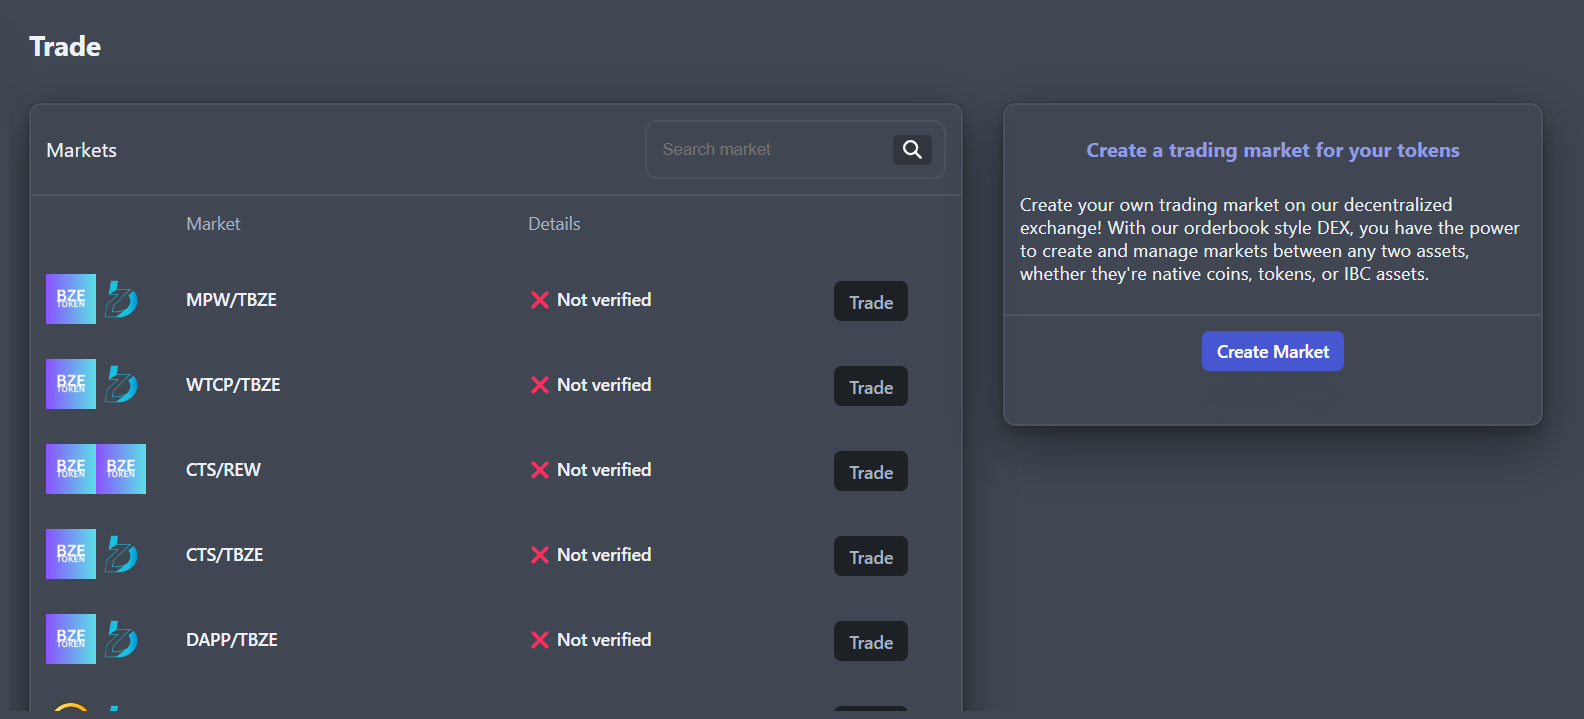 Trade
Markets
Search market
Market
Details
BZE
TOKEN
MPW/TBZE
Not verified
Trade
BZE
TOKEN
WTCP/TBZE
Not verified
Trade
BZE
TOKEN
BZE
TOKEN
CTS/REW
Not verified
Trade
BZE
TOKEN
CTS/TBZE
Not verified
Trade
BZE
TOKEN
DAPP/TBZE
Not verified
Trade
Create a trading market for your tokens
Create your own trading market on our decentralized
exchange! With our orderbook style DEX, you have the power
to create and manage markets between any two assets,
whether they're native coins, tokens, or IBC assets.
Create Market